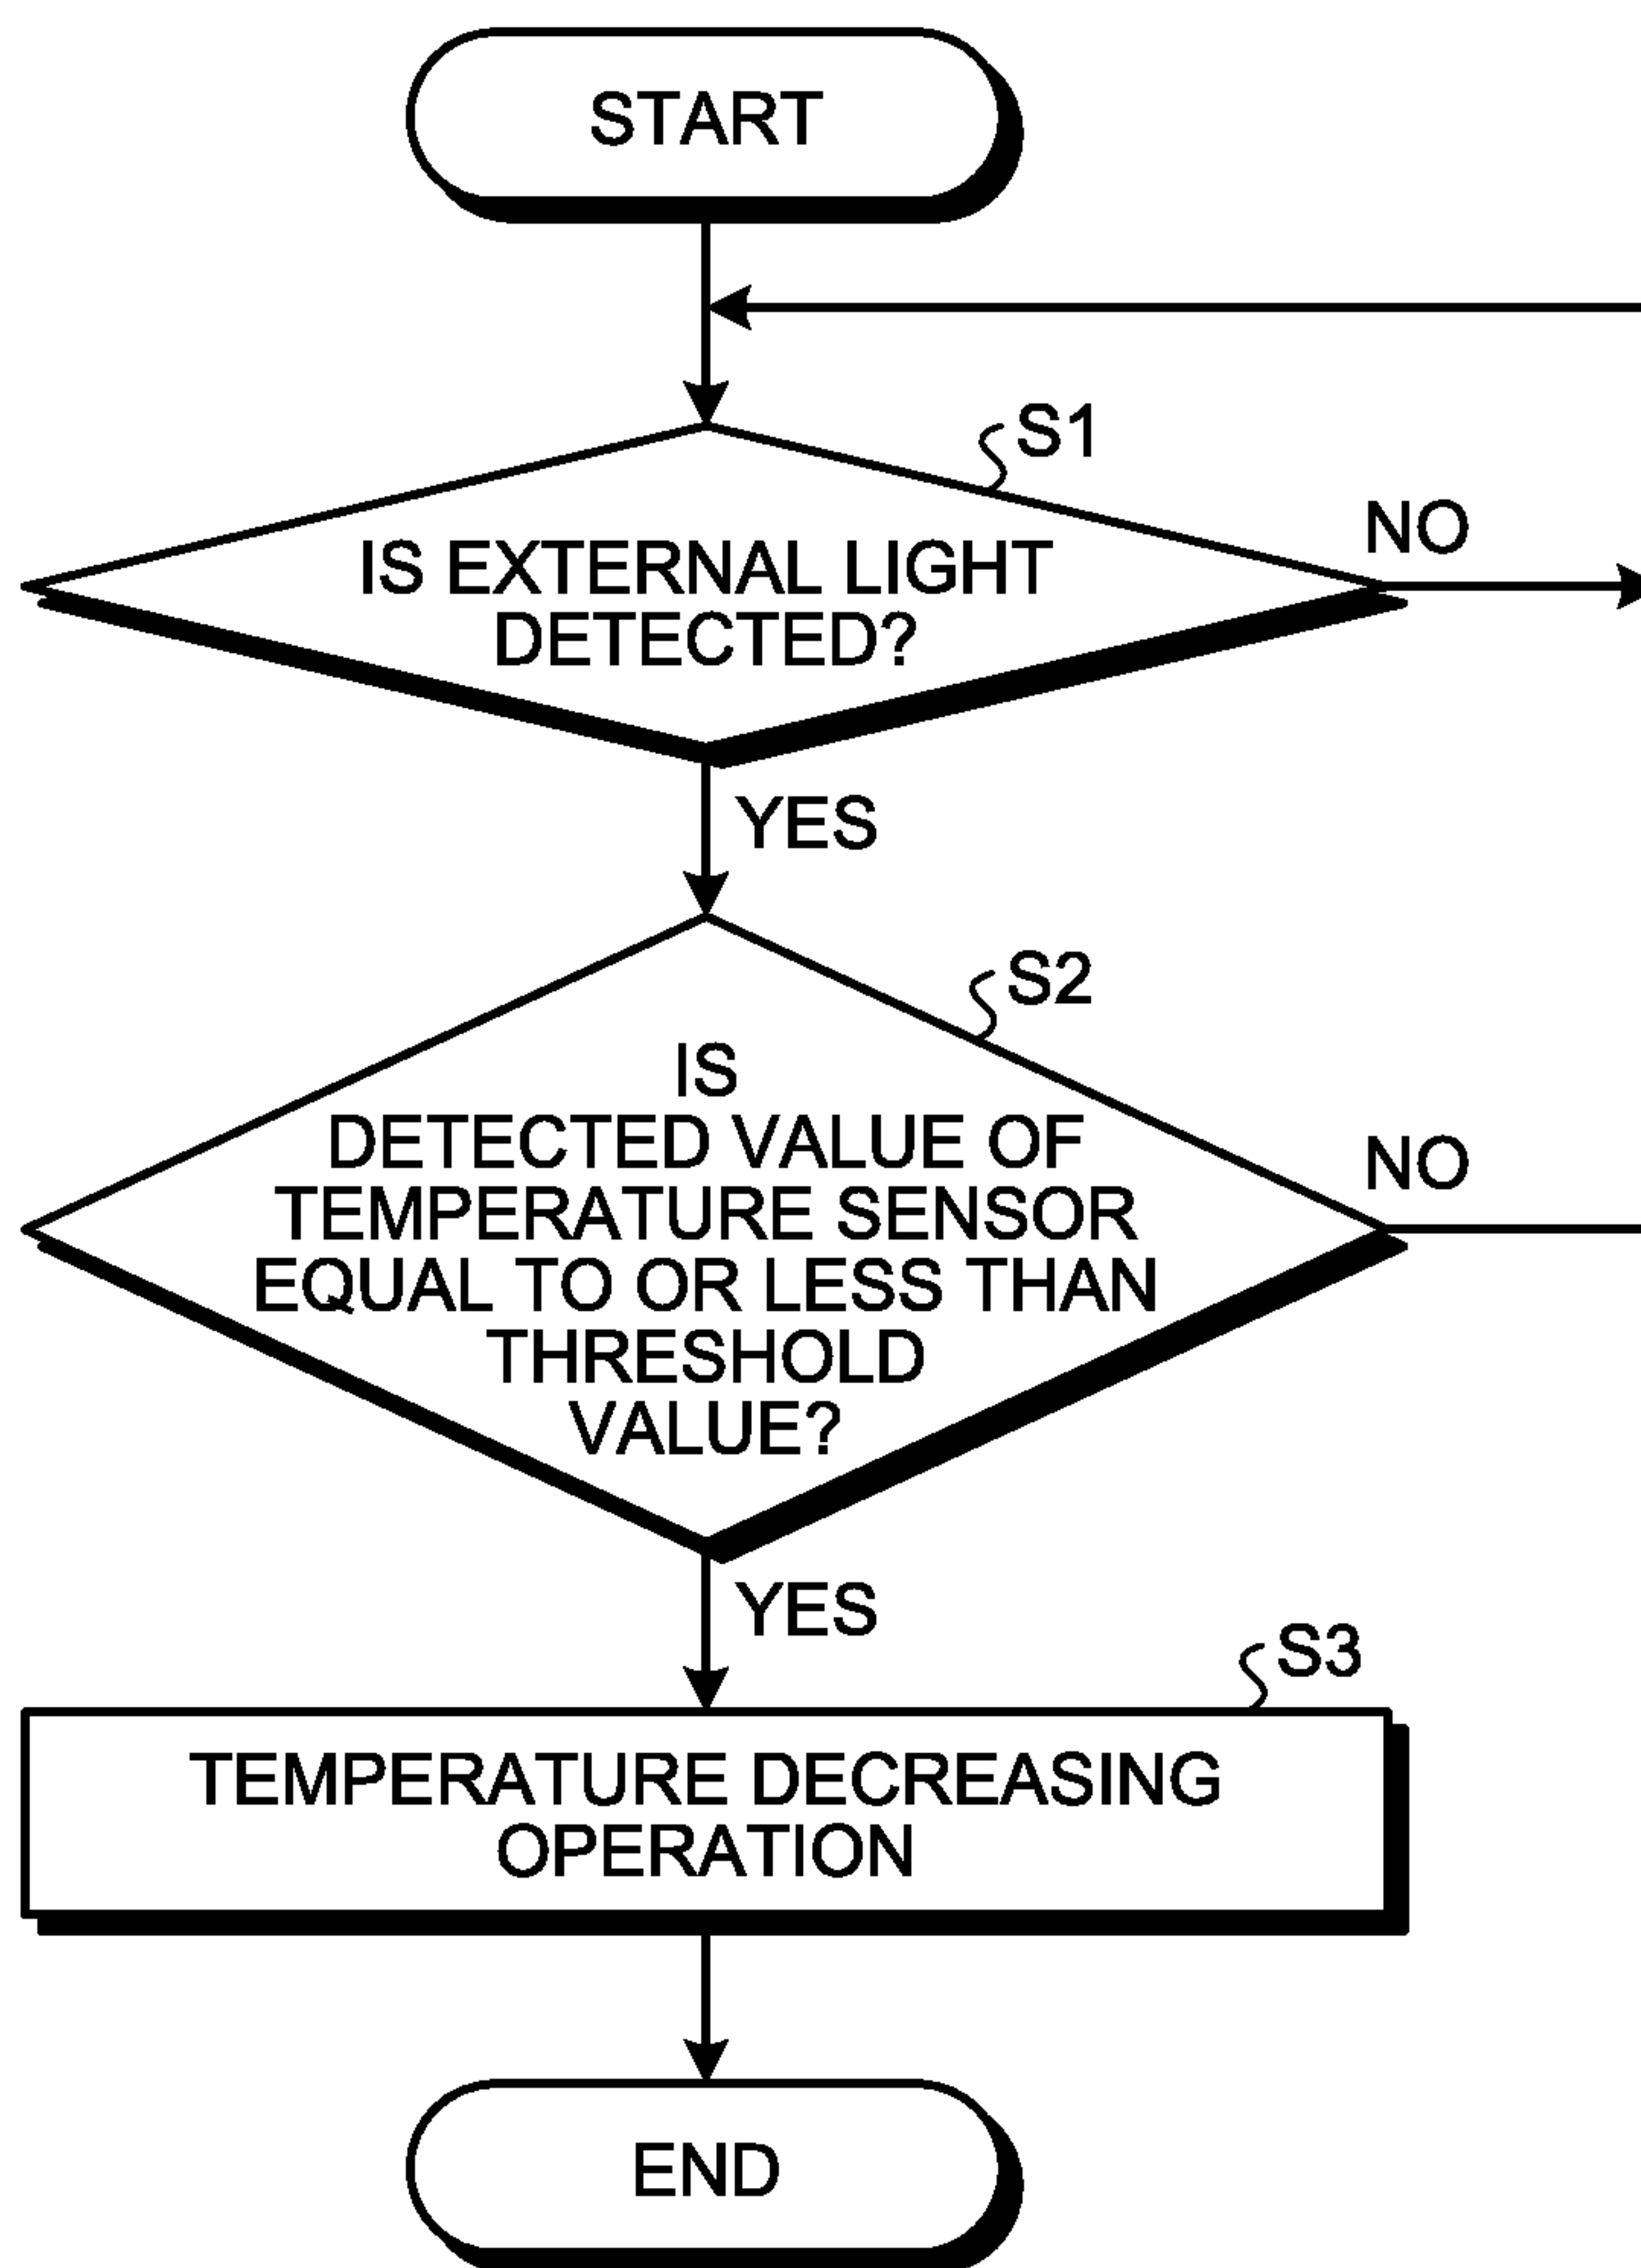 START
S1
IS EXTERNAL LIGHT
DETECTED?
NO
YES
S2
IS
DETECTED VALUE OF
TEMPERATURE SENSOR
EQUAL TO OR LESS THAN
THRESHOLD
VALUE?
NO
YES
S3
TEMPERATURE DECREASING
OPERATION
END